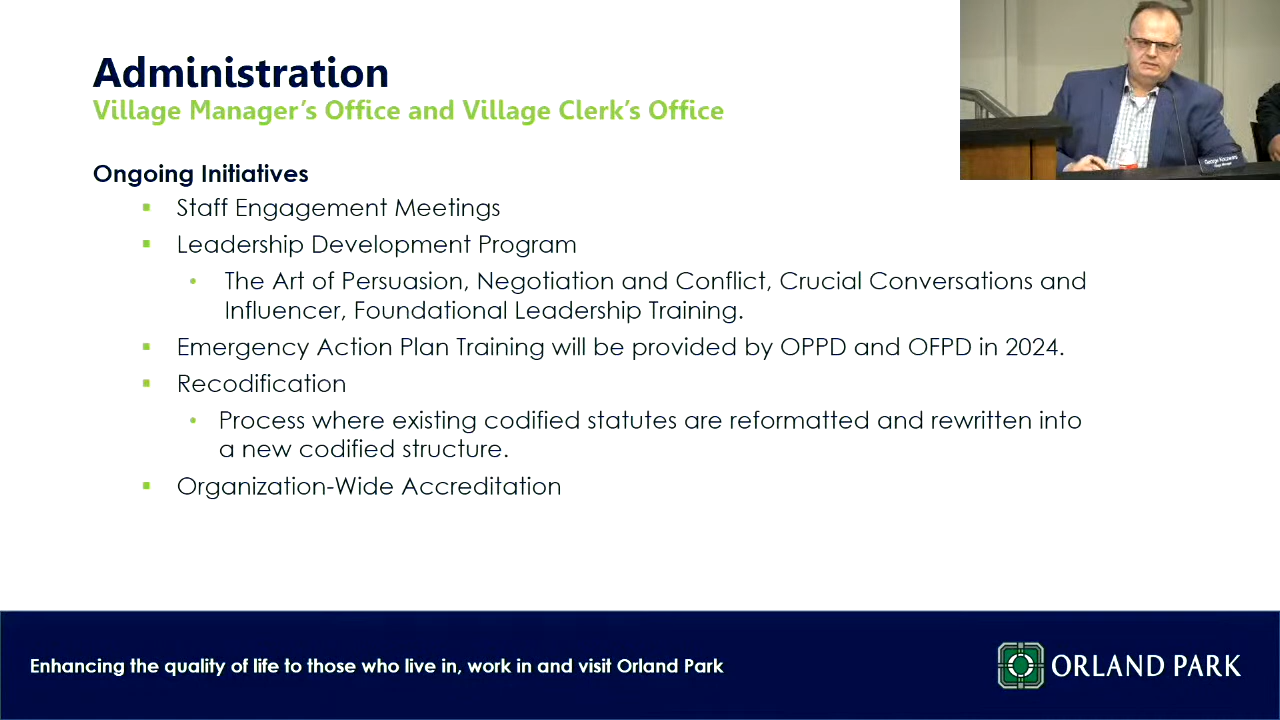 Administration
Village Manager's Office and Village Clerk's Office
Ongoing Initiatives
Staff Engagement Meetings
Leadership Development Program
The Art of Persuasion, Negotiation and Conflict, Crucial Conversations and
Influencer, Foundational Leadership Training.
Emergency Action Plan Training will be provided by OPPD and OFPD in 2024.
Recodification
Process where existing codified statutes are reformatted and rewritten into
a new codified structure.
Organization-Wide Accreditation
Enhancing the quality of life to those who live in, work in and visit Orland Park
ORLAND PARK
George